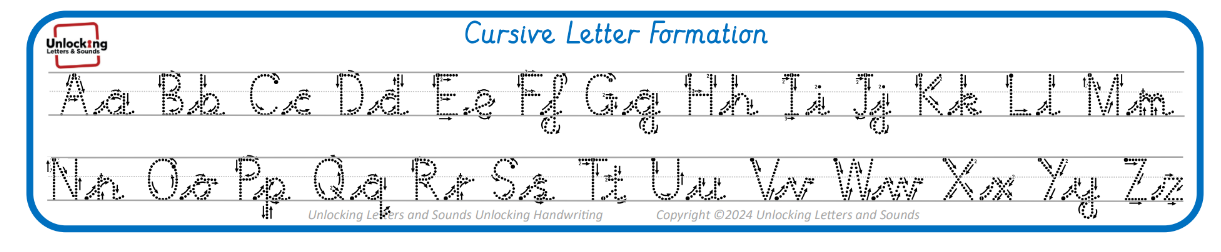 Cursive Letter Formation
Unlocking
Letters & Sounds
Aa Bb Cc Dd Ee Ff Gg Hh Ii Jj Kk Ll Mm
Nn Oo Pp Qq Rr Ss Tt Uu Vv Ww Xx Yy Zz
Unlocking Letters and Sounds Unlocking Handwriting Copyright ©2024 Unlocking Letters and Sounds